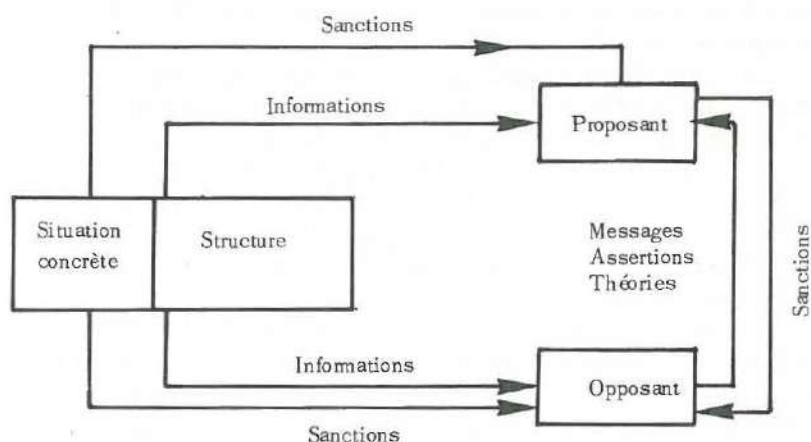 Sanctions
Informations
Proposant
Situation
concrète
Structure
Messages
Assertions
Théories
Sanctions
Informations
Opposant
Sanctions